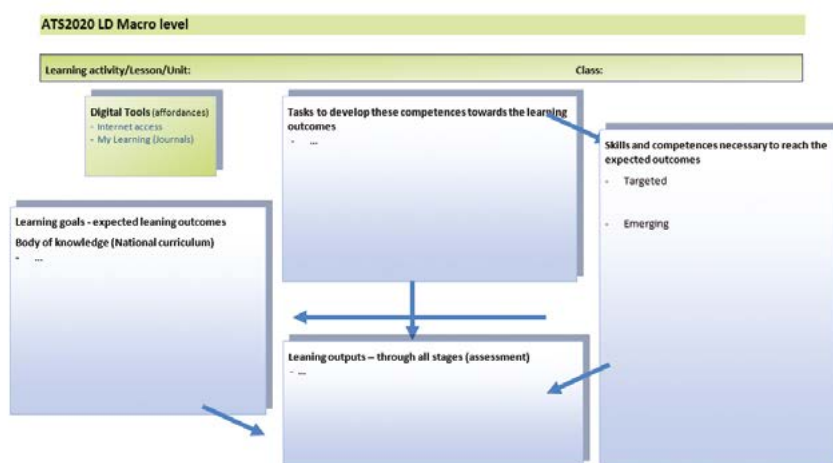 ATS2020 LD Macro level
Learning activity/Lesson/Unit: Class:
Digital Tools (affordances)
- Internet access
- My Learning (Journals)
Tasks to develop these competences towards the learning
outcomes
- ...
Skills and competences necessary to reach the
expected outcomes
- Targeted
- Emerging
Learning goals - expected leaning outcomes
Body of knowledge (National curriculum)
- ...
Leaning outputs – through all stages (assessment)
- ...